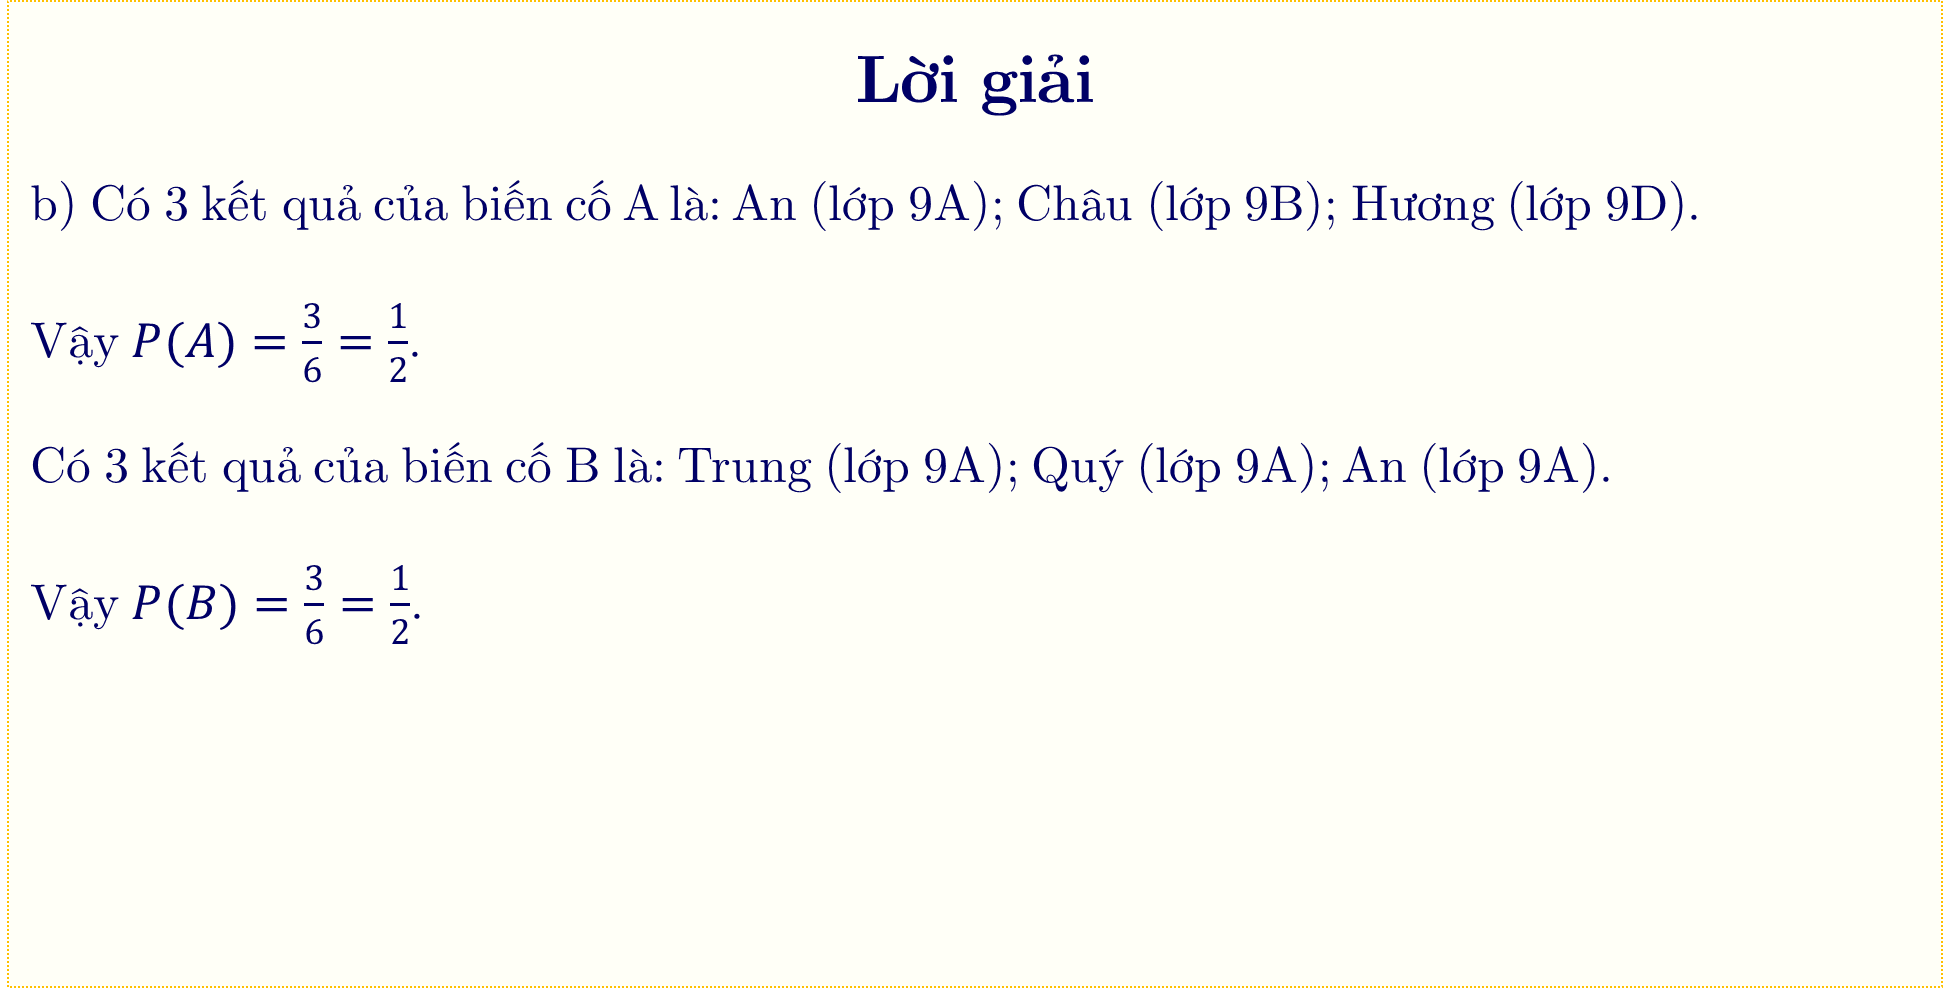 Lời giải
b) Có 3 kết quả của biến cố A là: An (lớp 9A); Châu (lớp 9B); Hương (lớp 9D).
Vậy P(A) = 3/6 = 1/2.
Có 3 kết quả của biến cố B là: Trung (lớp 9A); Quý (lớp 9A); An (lớp 9A).
Vậy P(B) = 3/6 = 1/2.